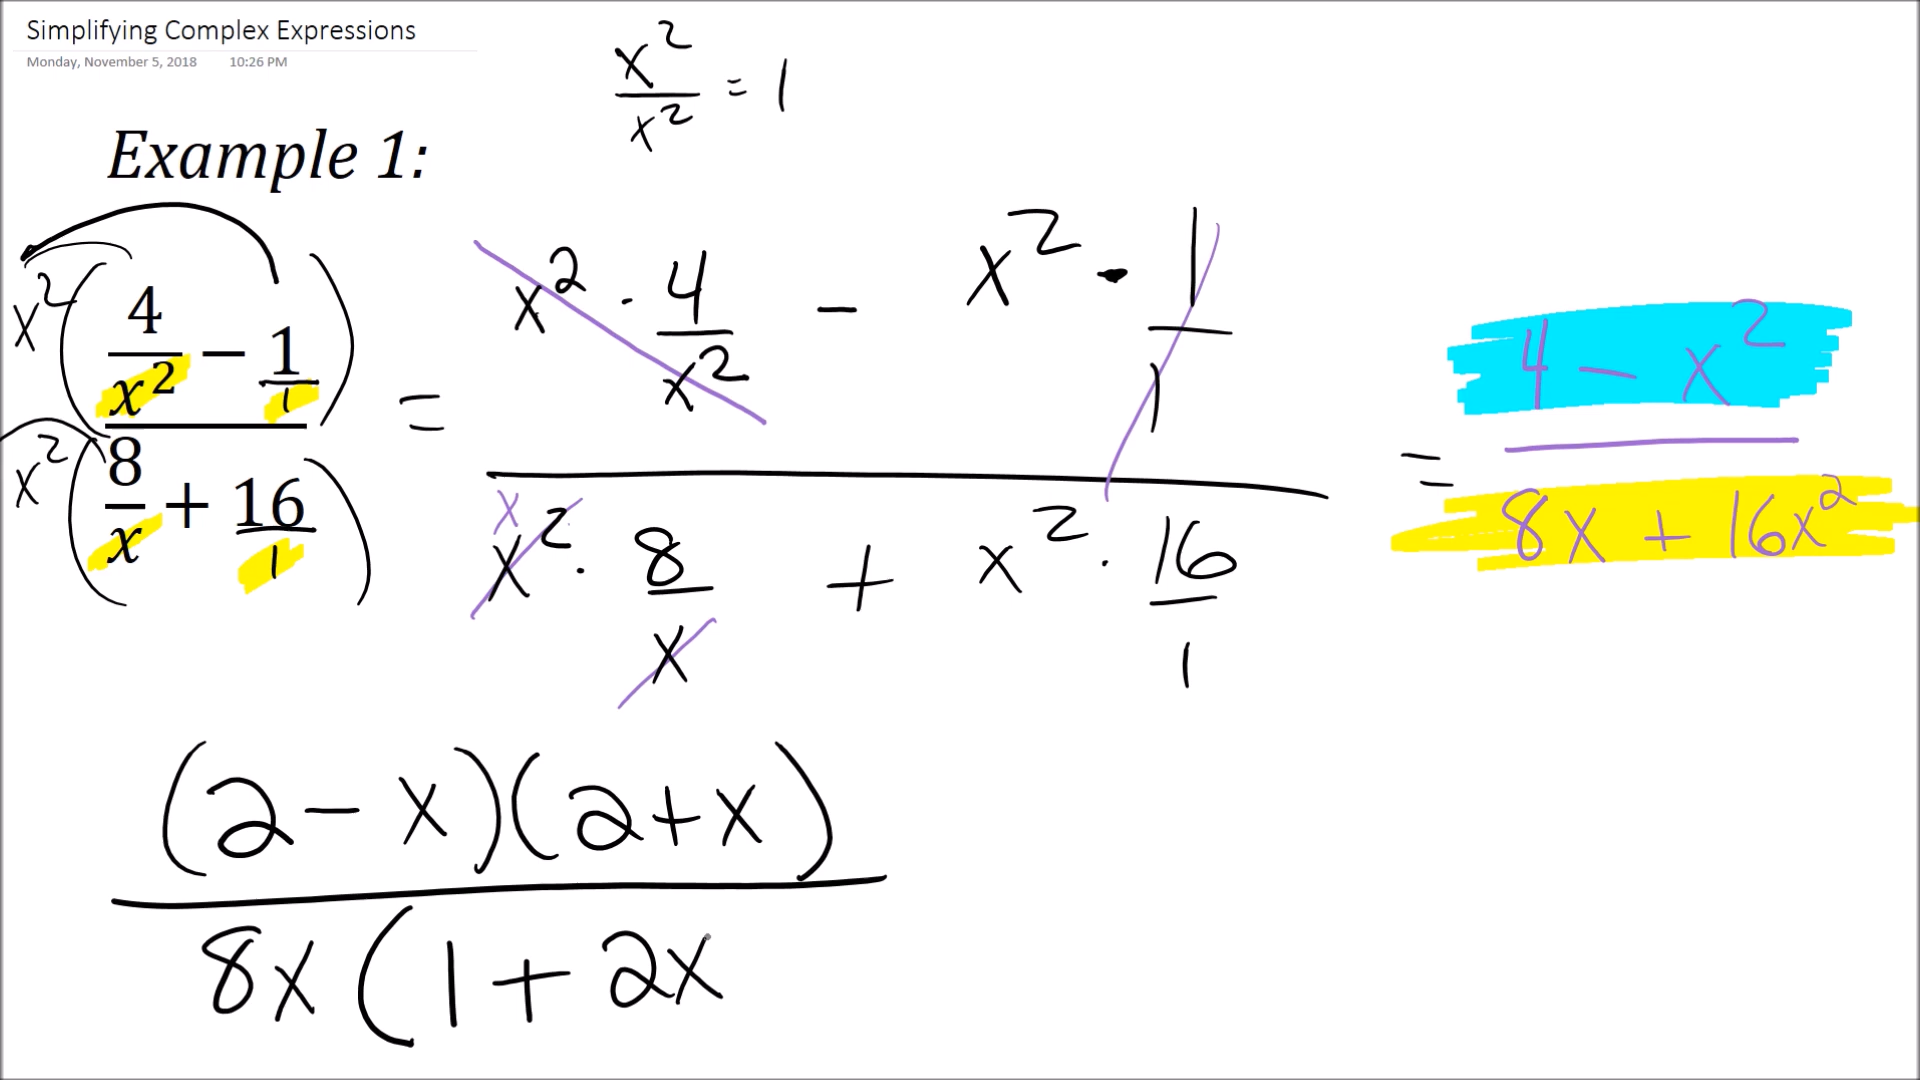 Simplifying Complex Expressions
Monday, November 5, 2018 10:26 PM
x²/x² = 1
Example 1:
x²(4/x² − 1/1) / x²(8/x + 16/1) = (x² · 4/x² − x² · 1/1) / (x² · 8/x + x² · 16/1) = (4 − x²) / (8x + 16x²)
x
(2 − x)(2 + x)
8x(1 + 2x